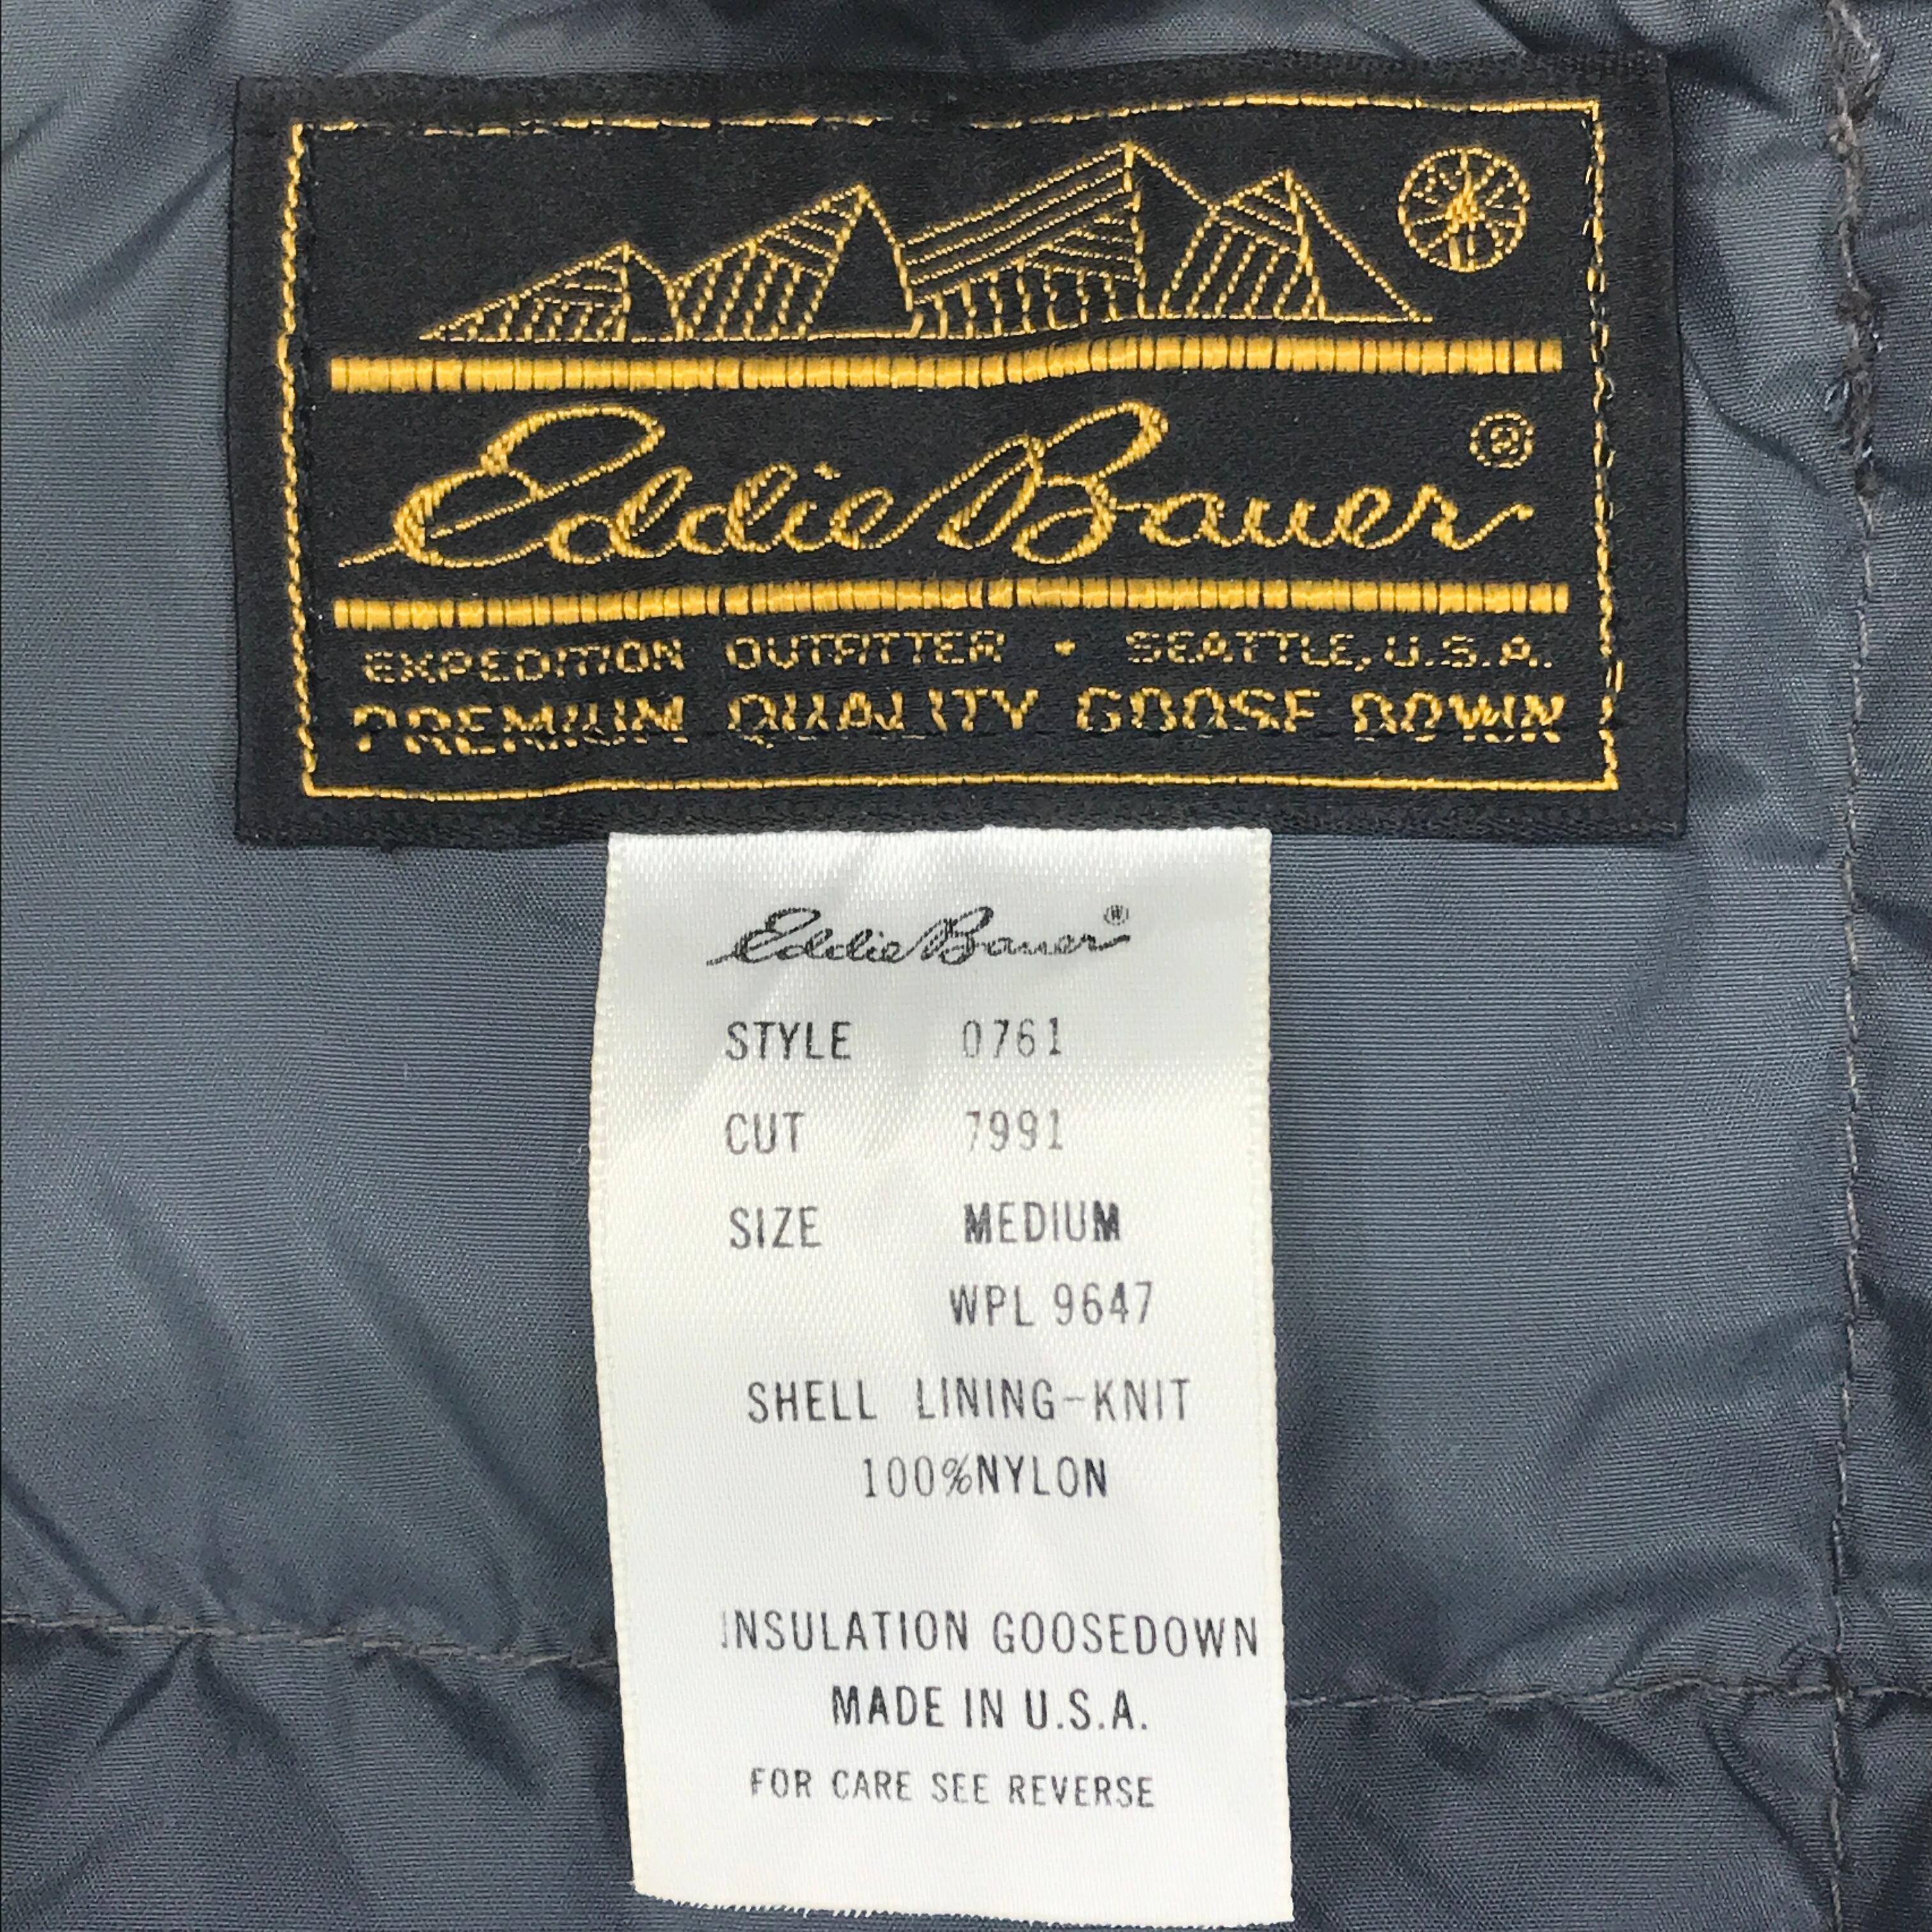 Eddie Bauer®
EXPEDITION OUTFITTER • SEATTLE, U.S.A.
PREMIUM QUALITY GOOSE DOWN
Eddie Bauer®
STYLE 0761
CUT 7991
SIZE MEDIUM
WPL 9647
SHELL LINING-KNIT
100%NYLON
INSULATION GOOSEDOWN
MADE IN U.S.A.
FOR CARE SEE REVERSE